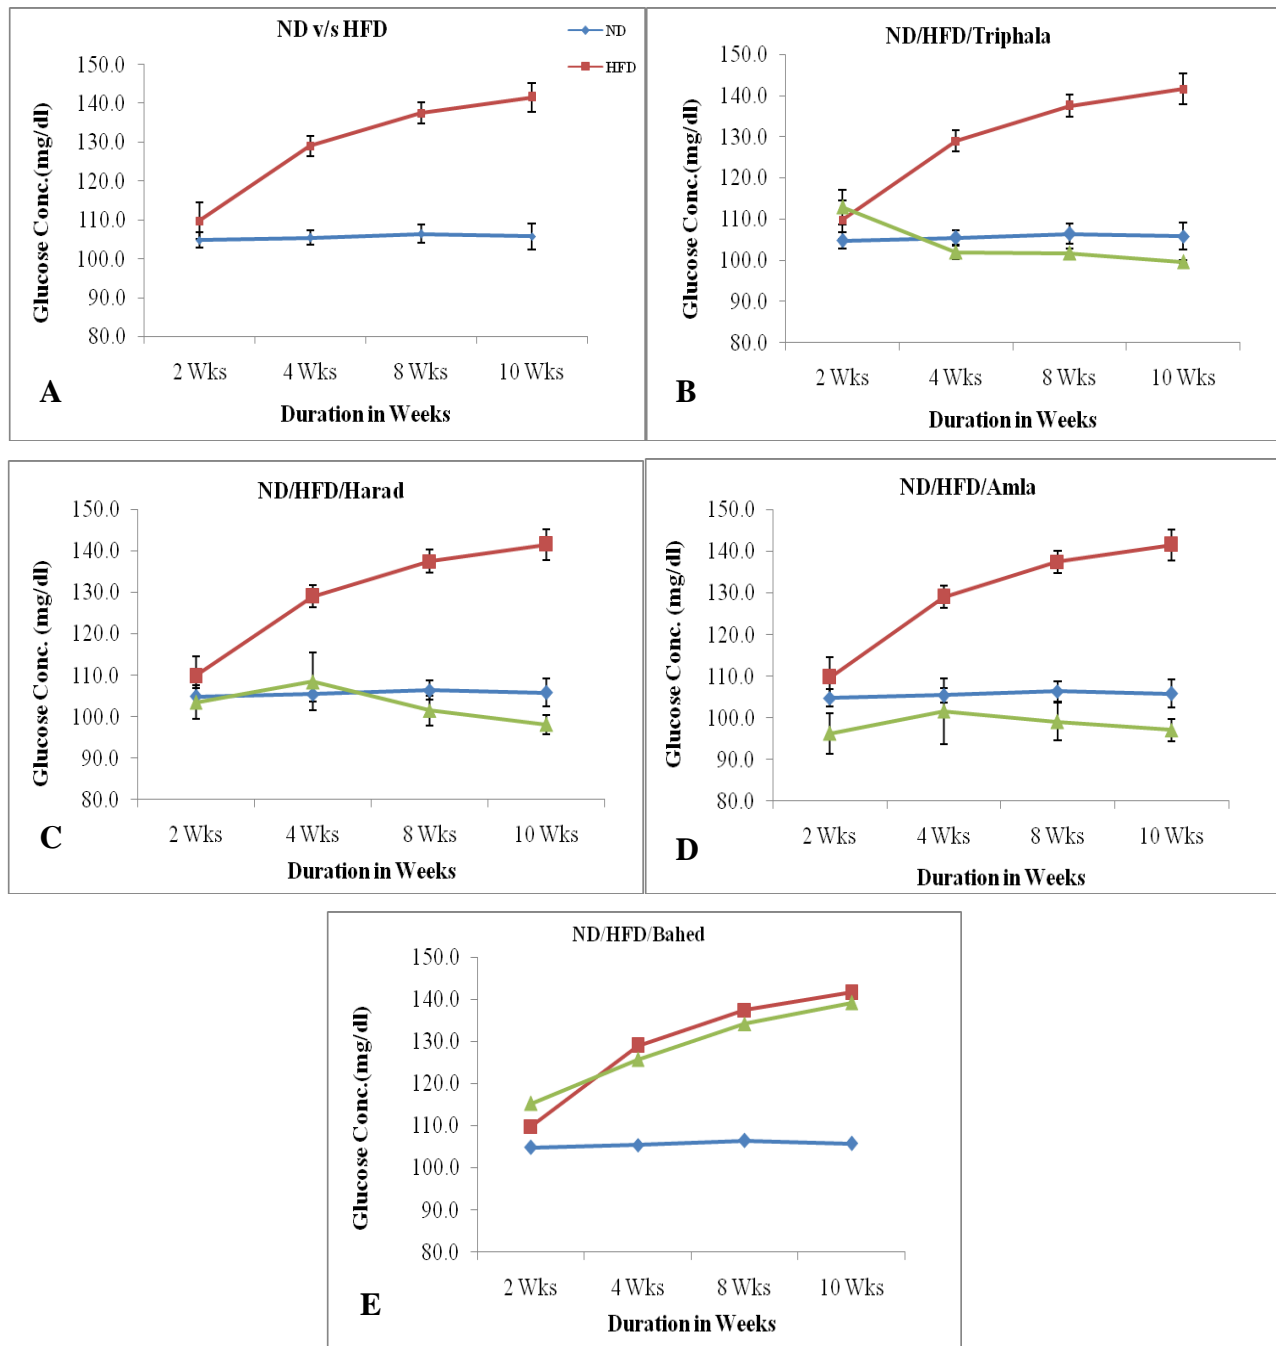 ND v/s HFD
ND
HFD
Glucose Conc.(mg/dl)
150.0
140.0
130.0
120.0
110.0
100.0
90.0
80.0
2 Wks 4 Wks 8 Wks 10 Wks
Duration in Weeks
A
ND/HFD/Triphala
Glucose Conc.(mg/dl)
150.0
140.0
130.0
120.0
110.0
100.0
90.0
80.0
2 Wks 4 Wks 8 Wks 10 Wks
Duration in Weeks
B
ND/HFD/Harad
Glucose Conc. (mg/dl)
150.0
140.0
130.0
120.0
110.0
100.0
90.0
80.0
2 Wks 4 Wks 8 Wks 10 Wks
Duration in Weeks
C
ND/HFD/Amla
Glucose Conc. (mg/dl)
150.0
140.0
130.0
120.0
110.0
100.0
90.0
80.0
2 Wks 4 Wks 8 Wks 10 Wks
Duration in Weeks
D
ND/HFD/Bahed
Glucose Conc.(mg/dl)
150.0
140.0
130.0
120.0
110.0
100.0
90.0
80.0
2 Wks 4 Wks 8 Wks 10 Wks
Duration in Weeks
E